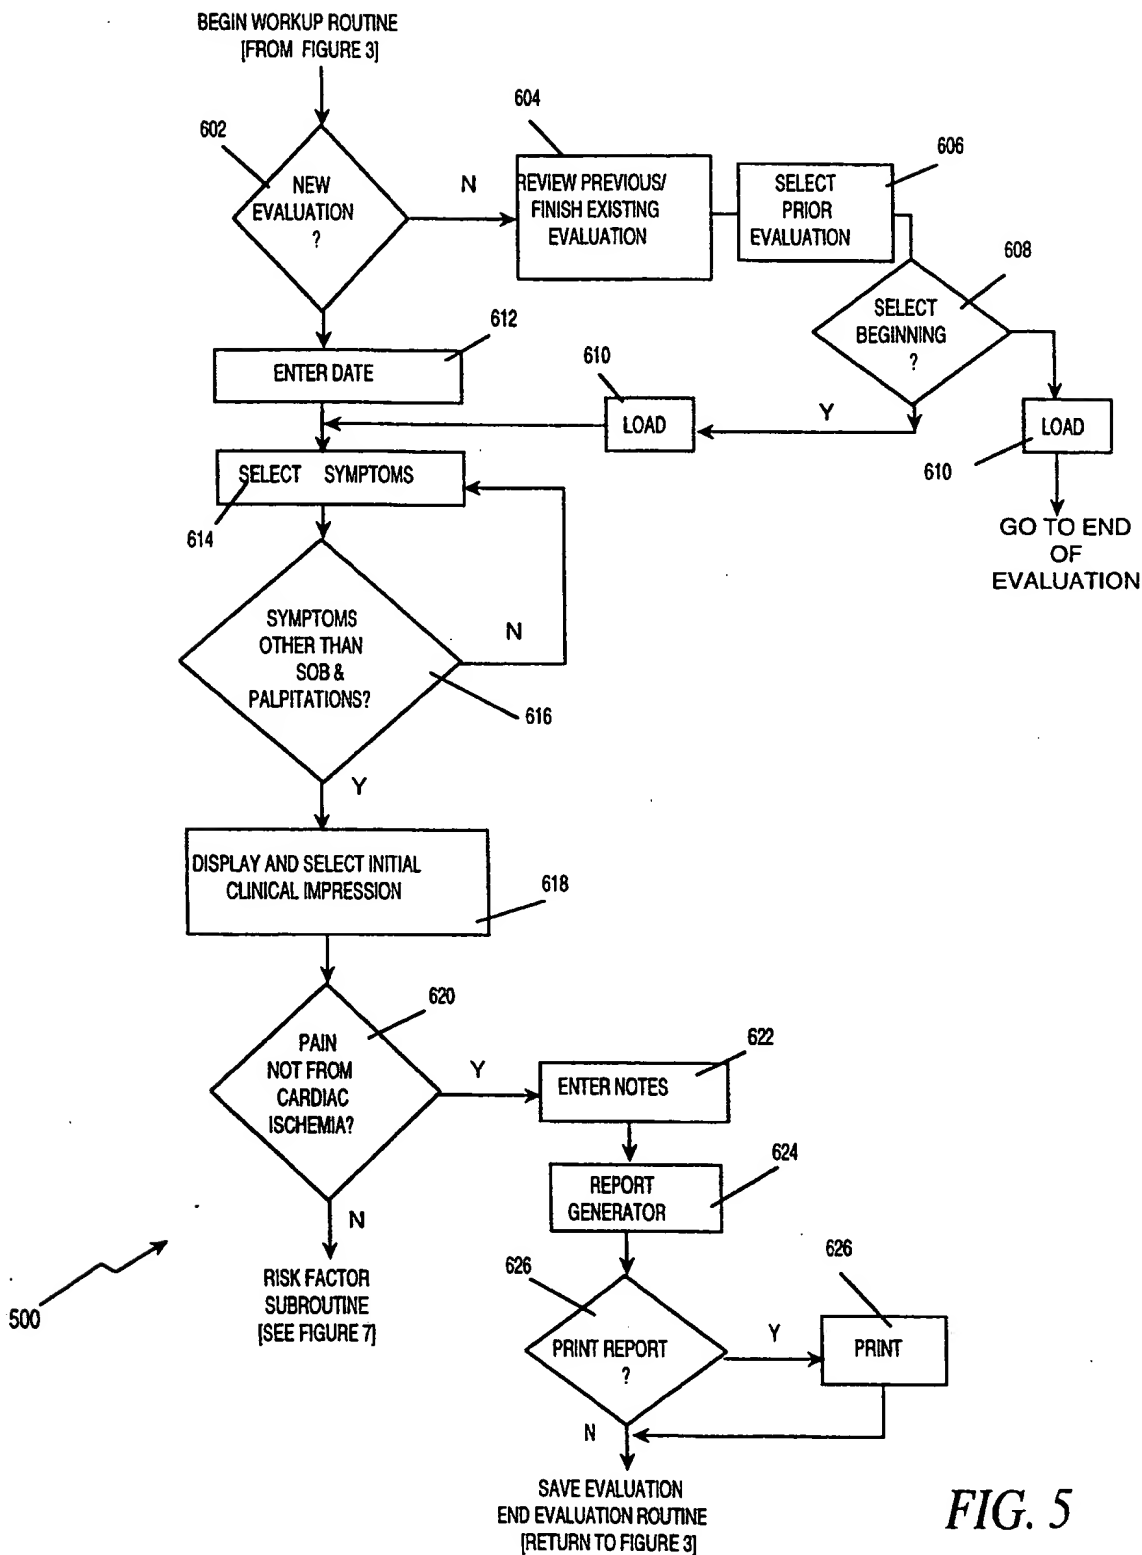 BEGIN WORKUP ROUTINE
[FROM FIGURE 3]
602
NEW
EVALUATION
?
N
604
REVIEW PREVIOUS/
FINISH EXISTING
EVALUATION
606
SELECT
PRIOR
EVALUATION
608
SELECT
BEGINNING
?
612
ENTER DATE
610
LOAD
Y
LOAD
610
GO TO END
OF
EVALUATION
SELECT SYMPTOMS
614
SYMPTOMS
OTHER THAN
SOB &
PALPITATIONS?
N
616
Y
DISPLAY AND SELECT INITIAL
CLINICAL IMPRESSION
618
620
PAIN
NOT FROM
CARDIAC
ISCHEMIA?
Y
622
ENTER NOTES
624
REPORT
GENERATOR
N
RISK FACTOR
SUBROUTINE
[SEE FIGURE 7]
500
626
PRINT REPORT
?
Y
626
PRINT
N
SAVE EVALUATION
END EVALUATION ROUTINE
[RETURN TO FIGURE 3]
FIG. 5